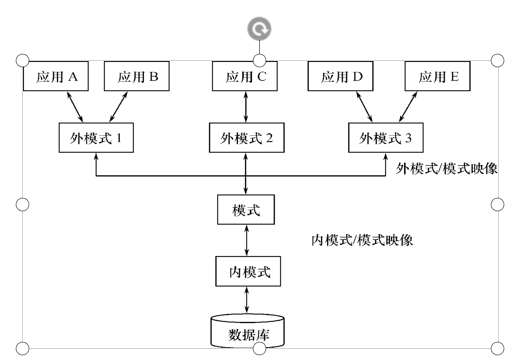 应用 A
应用 B
应用 C
应用 D
应用 E
外模式 1
外模式 2
外模式 3
外模式/模式映像
模式
内模式/模式映像
内模式
数据库